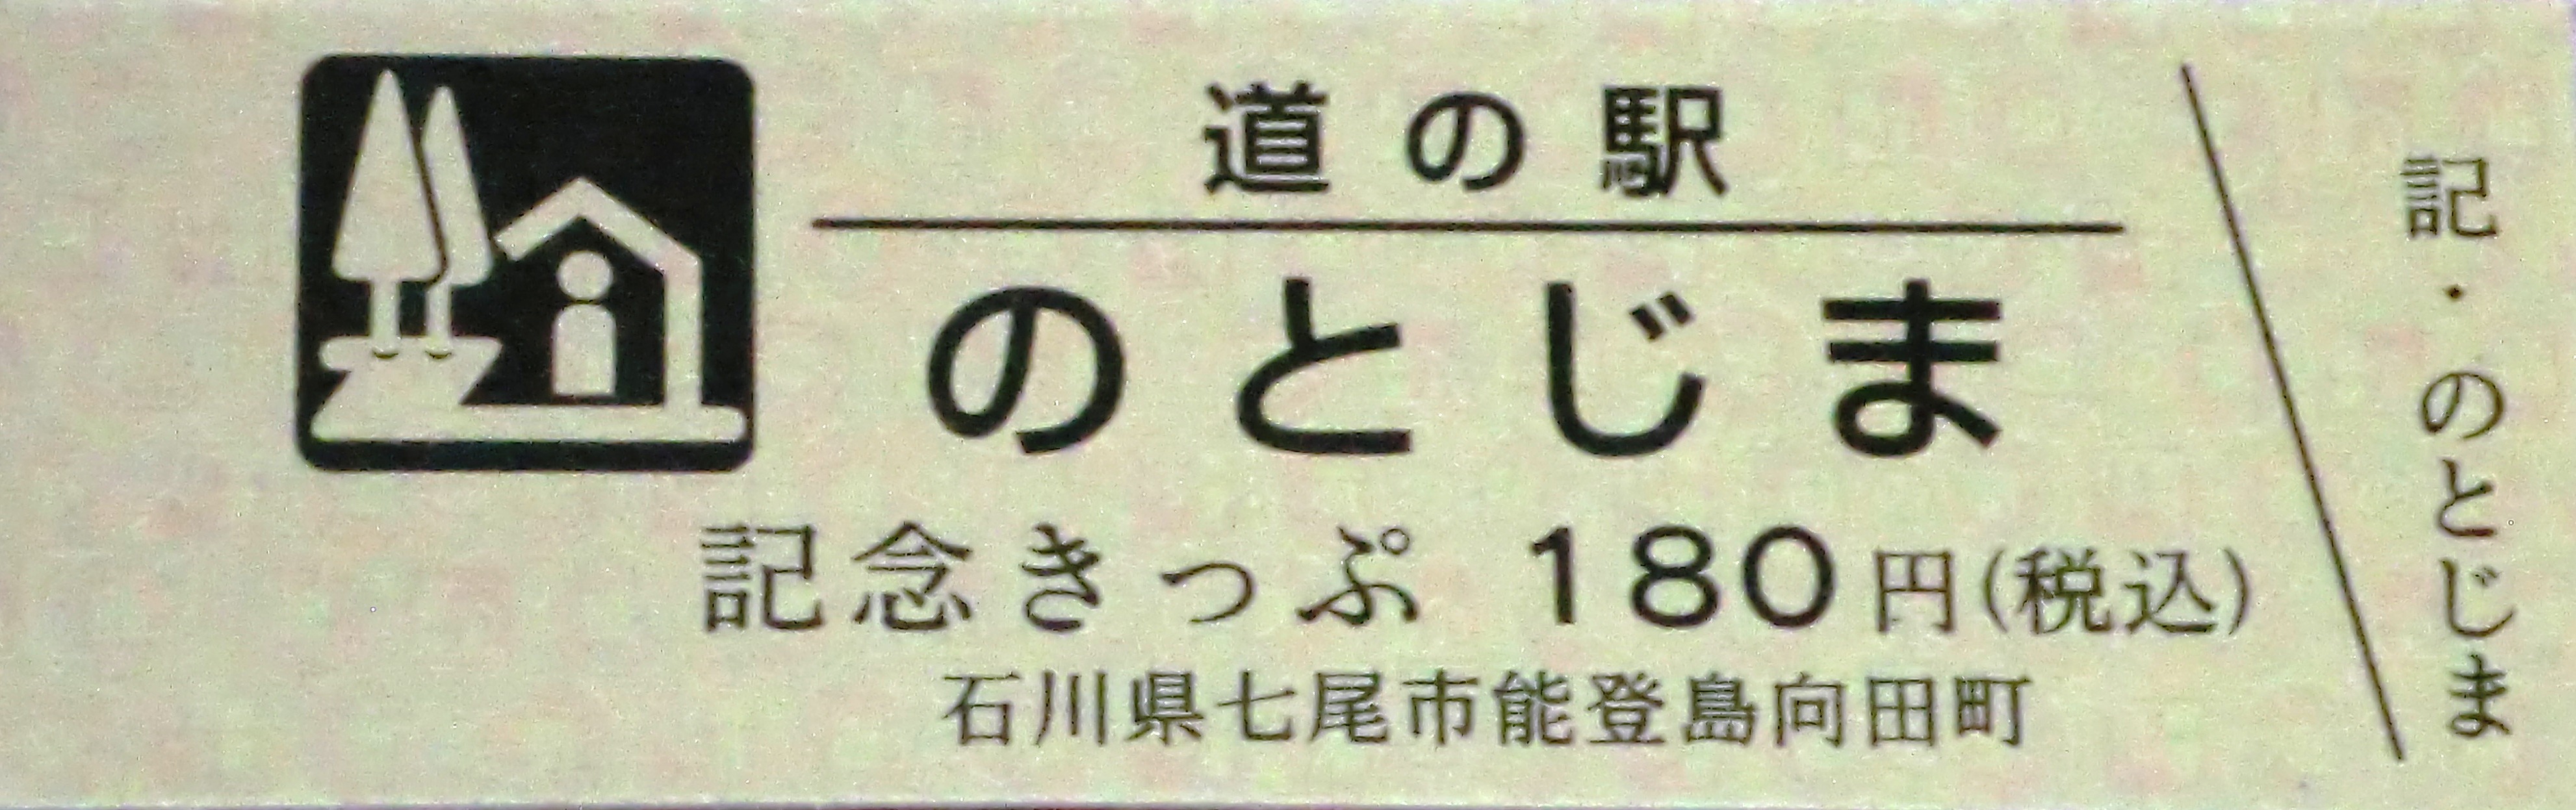 道の駅
のとじま
記念きっぷ 180円(税込)
石川県七尾市能登島向田町
記・のとじま